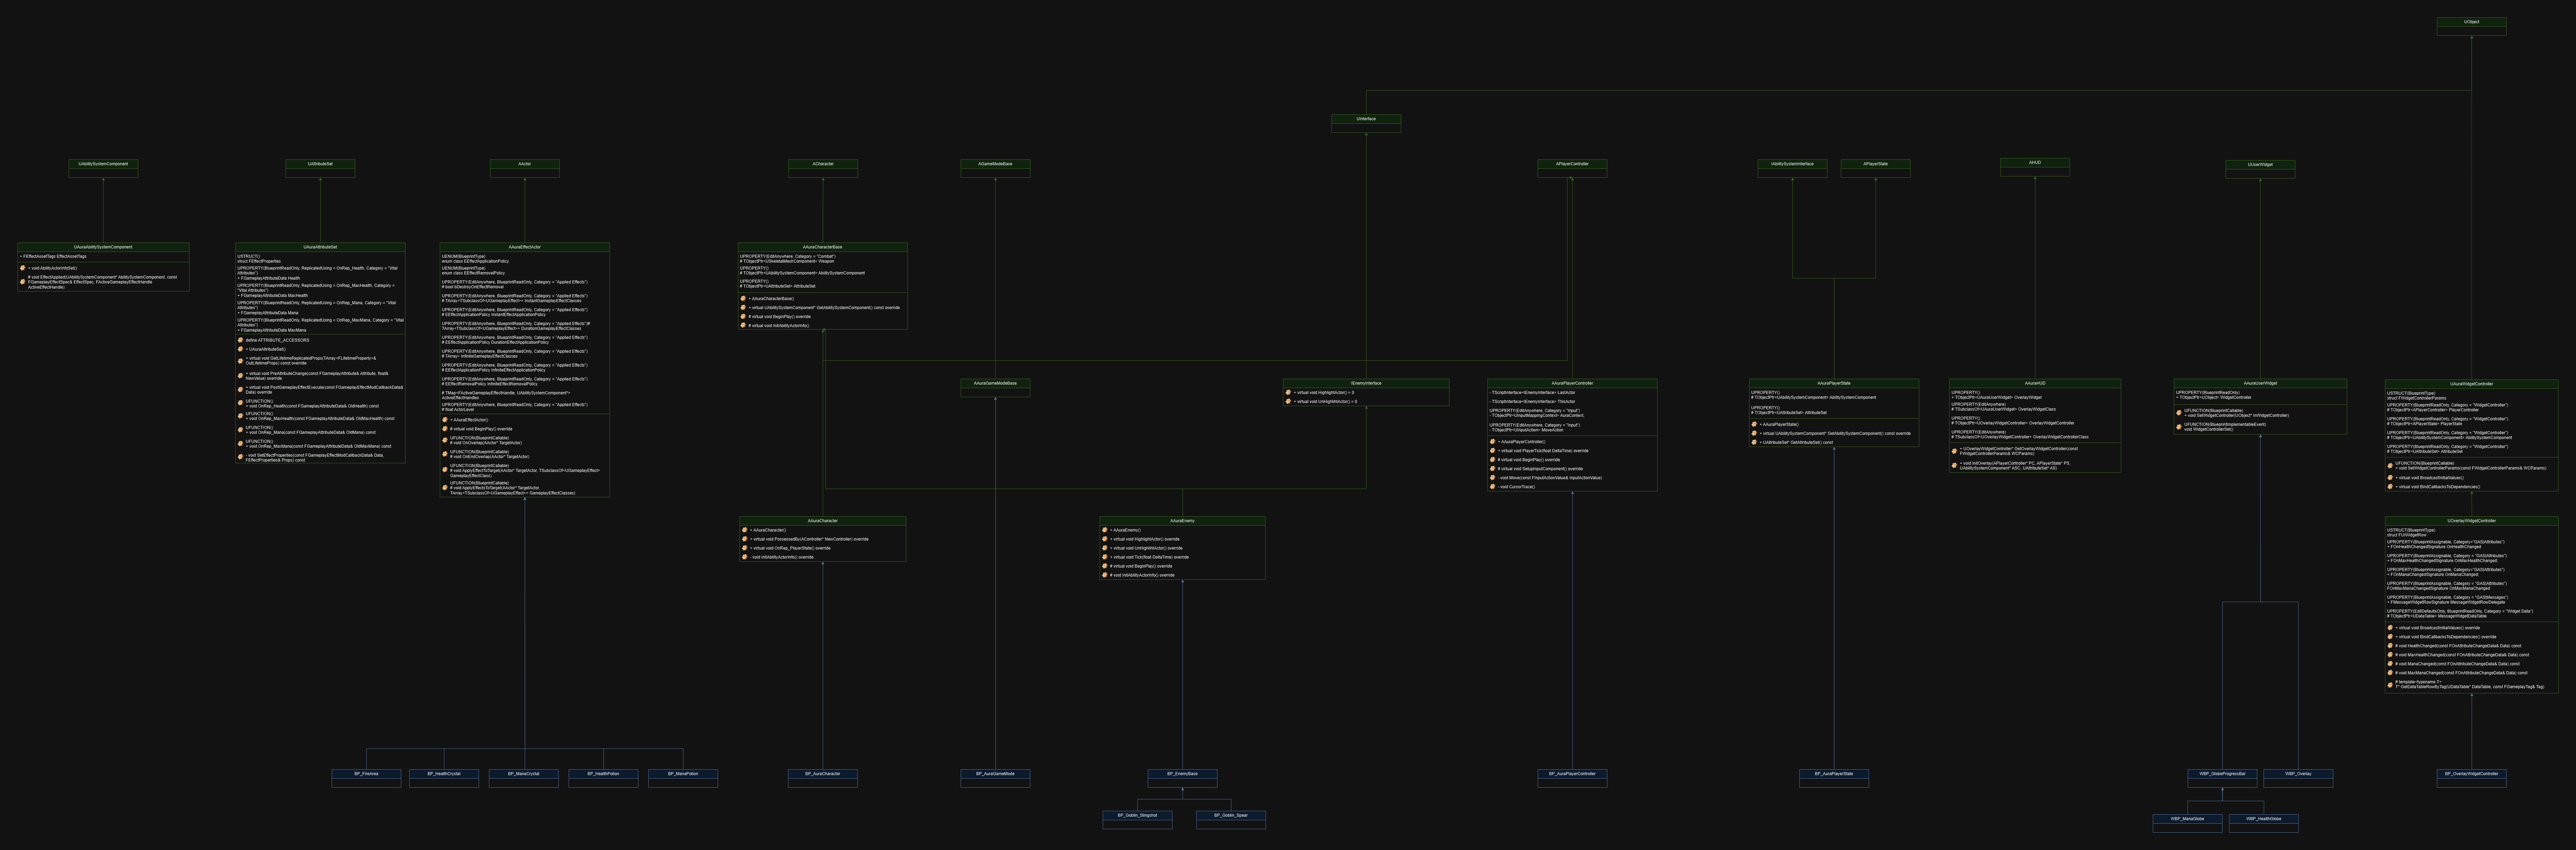 UObject
UInterface
UAbilitySystemComponent
UAttributeSet
AActor
ACharacter
AGameModeBase
APlayerController
IAbilitySystemInterface
APlayerState
AHUD
UUserWidget
UAuraAbilitySystemComponent
+ FEffectAssetTags EffectAssetTags
+ void AbilityActorInfoSet()
# void EffectApplied(UAbilitySystemComponent* AbilitySystemComponent, const
FGameplayEffectSpec& EffectSpec, FActiveGameplayEffectHandle
ActiveEffectHandle)
UAuraAttributeSet
USTRUCT()
struct FEffectProperties
UPROPERTY(BlueprintReadOnly, ReplicatedUsing = OnRep_Health, Category = "Vital
Attributes")
+ FGameplayAttributeData Health
UPROPERTY(BlueprintReadOnly, ReplicatedUsing = OnRep_MaxHealth, Category =
"Vital Attributes")
+ FGameplayAttributeData MaxHealth
UPROPERTY(BlueprintReadOnly, ReplicatedUsing = OnRep_Mana, Category = "Vital
Attributes")
+ FGameplayAttributeData Mana
UPROPERTY(BlueprintReadOnly, ReplicatedUsing = OnRep_MaxMana, Category = "Vital
Attributes")
+ FGameplayAttributeData MaxMana
define ATTRIBUTE_ACCESSORS
+ UAuraAttributeSet()
+ virtual void GetLifetimeReplicatedProps(TArray<FLifetimeProperty>&
OutLifetimeProps) const override
+ virtual void PreAttributeChange(const FGameplayAttribute& Attribute, float&
NewValue) override
+ virtual void PostGameplayEffectExecute(const FGameplayEffectModCallbackData&
Data) override
UFUNCTION()
+ void OnRep_Health(const FGameplayAttributeData& OldHealth) const
UFUNCTION()
+ void OnRep_MaxHealth(const FGameplayAttributeData& OldMaxHealth) const
UFUNCTION()
+ void OnRep_Mana(const FGameplayAttributeData& OldMana) const
UFUNCTION()
+ void OnRep_MaxMana(const FGameplayAttributeData& OldMaxMana) const
- void SetEffectProperties(const FGameplayEffectModCallbackData& Data,
FEffectProperties& Props) const
AAuraEffectActor
UENUM(BlueprintType)
enum class EEffectApplicationPolicy
UENUM(BlueprintType)
enum class EEffectRemovalPolicy
UPROPERTY(EditAnywhere, BlueprintReadOnly, Category = "Applied Effects")
# bool bDestroyOnEffectRemoval
UPROPERTY(EditAnywhere, BlueprintReadOnly, Category = "Applied Effects")
# TArray<TSubclassOf<UGameplayEffect>> InstantGameplayEffectClasses
UPROPERTY(EditAnywhere, BlueprintReadOnly, Category = "Applied Effects")
# EEffectApplicationPolicy InstantEffectApplicationPolicy
UPROPERTY(EditAnywhere, BlueprintReadOnly, Category = "Applied Effects")#
TArray<TSubclassOf<UGameplayEffect>> DurationGameplayEffectClasses
UPROPERTY(EditAnywhere, BlueprintReadOnly, Category = "Applied Effects")
# EEffectApplicationPolicy DurationEffectApplicationPolicy
UPROPERTY(EditAnywhere, BlueprintReadOnly, Category = "Applied Effects")
# TArray> InfiniteGameplayEffectClasses
UPROPERTY(EditAnywhere, BlueprintReadOnly, Category = "Applied Effects")
# EEffectApplicationPolicy InfiniteEffectApplicationPolicy
UPROPERTY(EditAnywhere, BlueprintReadOnly, Category = "Applied Effects")
# EEffectRemovalPolicy InfiniteEffectRemovalPolicy
# TMap<FActiveGameplayEffectHandle, UAbilitySystemComponent*>
ActiveEffectHandles
UPROPERTY(EditAnywhere, BlueprintReadOnly, Category = "Applied Effects")
# float ActorLevel
+ AAuraEffectActor()
# virtual void BeginPlay() override
UFUNCTION(BlueprintCallable)
# void OnOverlap(AActor* TargetActor)
UFUNCTION(BlueprintCallable)
# void OnEndOverlap(AActor* TargetActor)
UFUNCTION(BlueprintCallable)
# void ApplyEffectToTarget(AActor* TargetActor, TSubclassOf<UGameplayEffect>
GameplayEffectClass)
UFUNCTION(BlueprintCallable)
# void ApplyEffectsToTarget(AActor* TargetActor,
TArray<TSubclassOf<UGameplayEffect>> GameplayEffectClasses)
AAuraCharacterBase
UPROPERTY(EditAnywhere, Category = "Combat")
# TObjectPtr<USkeletalMeshComponent> Weapon
UPROPERTY()
# TObjectPtr<UAbilitySystemComponent> AbilitySystemComponent
UPROPERTY()
# TObjectPtr<UAttributeSet> AttributeSet
+ AAuraCharacterBase()
+ virtual UAbilitySystemComponent* GetAbilitySystemComponent() const override
# virtual void BeginPlay() override
# virtual void InitAbilityActorInfo()
AAuraGameModeBase
IEnemyInterface
+ virtual void HighlightActor() = 0
+ virtual void UnHighlightActor() = 0
AAuraPlayerController
- TScriptInterface<IEnemyInterface> LastActor
- TScriptInterface<IEnemyInterface> ThisActor
UPROPERTY(EditAnywhere, Category = "Input")
- TObjectPtr<UInputMappingContext> AuraContext
UPROPERTY(EditAnywhere, Category = "Input")
- TObjectPtr<UInputAction> MoveAction
+ AAuraPlayerController()
+ virtual void PlayerTick(float DeltaTime) override
# virtual void BeginPlay() override
# virtual void SetupInputComponent() override
- void Move(const FInputActionValue& InputActionValue)
- void CursorTrace()
AAuraPlayerState
UPROPERTY()
# TObjectPtr<UAbilitySystemComponent> AbilitySystemComponent
UPROPERTY()
# TObjectPtr<UAttributeSet> AttributeSet
+ AAuraPlayerState()
+ virtual UAbilitySystemComponent* GetAbilitySystemComponent() const override
+ UAttributeSet* GetAttributeSet() const
AAuraHUD
UPROPERTY()
+ TObjectPtr<UAuraUserWidget> OverlayWidget
UPROPERTY(EditAnywhere)
# TSubclassOf<UAuraUserWidget> OverlayWidgetClass
UPROPERTY()
# TObjectPtr<UOverlayWidgetController> OverlayWidgetController
UPROPERTY(EditAnywhere)
# TSubclassOf<UOverlayWidgetController> OverlayWidgetControllerClass
+ UOverlayWidgetController* GetOverlayWidgetController(const
FWidgetControllerParams& WCParams)
+ void InitOverlay(APlayerController* PC, APlayerState* PS,
UAbilitySystemComponent* ASC, UAttributeSet* AS)
AAuraUserWidget
UPROPERTY(BlueprintReadOnly)
+ TObjectPtr<UObject> WidgetController
UFUNCTION(BlueprintCallable)
+ void SetWidgetController(UObject* InWidgetController)
UFUNCTION(BlueprintImplementableEvent)
void WidgetControllerSet()
UAuraWidgetController
USTRUCT(BlueprintType)
struct FWidgetControllerParams
UPROPERTY(BlueprintReadOnly, Category = "WidgetController")
# TObjectPtr<APlayerController> PlayerController
UPROPERTY(BlueprintReadOnly, Category = "WidgetController")
# TObjectPtr<APlayerState> PlayerState
UPROPERTY(BlueprintReadOnly, Category = "WidgetController")
# TObjectPtr<UAbilitySystemComponent> AbilitySystemComponent
UPROPERTY(BlueprintReadOnly, Category = "WidgetController")
# TObjectPtr<UAttributeSet> AttributeSet
UFUNCTION(BlueprintCallable)
+ void SetWidgetControllerParams(const FWidgetControllerParams& WCParams)
+ virtual void BroadcastInitialValues()
+ virtual void BindCallbacksToDependencies()
AAuraCharacter
+ AAuraCharacter()
+ virtual void PossessedBy(AController* NewController) override
+ virtual void OnRep_PlayerState() override
- void InitAbilityActorInfo() override
AAuraEnemy
+ AAuraEnemy()
+ virtual void HighlightActor() override
+ virtual void UnHighlightActor() override
+ virtual void Tick(float DeltaTime) override
# virtual void BeginPlay() override
# void InitAbilityActorInfo() override
UOverlayWidgetController
USTRUCT(BlueprintType)
struct FUIWidgetRow
UPROPERTY(BlueprintAssignable, Category="GAS|Attributes")
+ FOnHealthChangedSignature OnHealthChanged
UPROPERTY(BlueprintAssignable, Category = "GAS|Attributes")
+ FOnMaxHealthChangedSignature OnMaxHealthChanged;
UPROPERTY(BlueprintAssignable, Category="GAS|Attributes")
+ FOnManaChangedSignature OnManaChanged;
UPROPERTY(BlueprintAssignable, Category = "GAS|Attributes")
FOnMaxManaChangedSignature OnMaxManaChanged
UPROPERTY(BlueprintAssignable, Category = "GAS|Messages")
+ FMessageWidgetRowSignature MessageWidgetRowDelegate
UPROPERTY(EditDefaultsOnly, BlueprintReadOnly, Category = "Widget Data")
# TObjectPtr<UDataTable> MessageWidgetDataTable
+ virtual void BroadcastInitialValues() override
+ virtual void BindCallbacksToDependencies() override
# void HealthChanged(const FOnAttributeChangeData& Data) const
# void MaxHealthChanged(const FOnAttributeChangeData& Data) const
# void ManaChanged(const FOnAttributeChangeData& Data) const
# void MaxManaChanged(const FOnAttributeChangeData& Data) const
# template<typename T>
T* GetDataTableRowByTag(UDataTable* DataTable, const FGameplayTag& Tag)
BP_FireArea
BP_HealthCrystal
BP_ManaCrystal
BP_HealthPotion
BP_ManaPotion
BP_AuraCharacter
BP_AuraGameMode
BP_EnemyBase
BP_AuraPlayerController
BP_AuraPlayerState
WBP_GlobeProgressBar
WBP_Overlay
BP_OverlayWidgetController
BP_Goblin_Slingshot
BP_Goblin_Spear
WBP_ManaGlobe
WBP_HealthGlobe